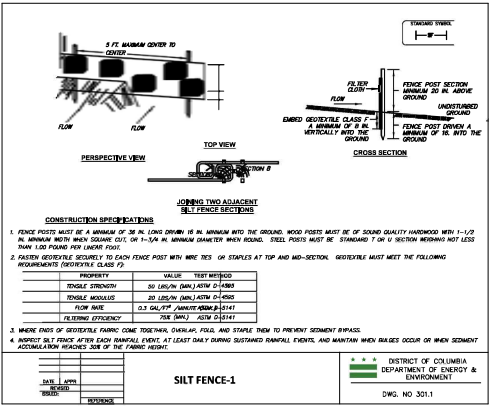 STANDARD SYMBOL
SF
5 FT. MAXIMUM CENTER TO
CENTER
FLOW
FLOW
PERSPECTIVE VIEW
FILTER
CLOTH
FLOW
EMBED GEOTEXTILE CLASS F
A MINIMUM OF 8 IN.
VERTICALLY INTO THE
GROUND
FENCE POST SECTION
MINIMUM 20 IN. ABOVE
GROUND
UNDISTURBED
GROUND
FENCE POST DRIVEN A
MINIMUM OF 16. INTO THE
GROUND
CROSS SECTION
TOP VIEW
SECTION B
JOINING TWO ADJACENT
SILT FENCE SECTIONS
CONSTRUCTION SPECIFICATIONS
1. FENCE POSTS MUST BE A MINIMUM OF 36 IN. LONG DRIVEN 16 IN. MINIMUM INTO THE GROUND. WOOD POSTS MUST BE OF SOUND QUALITY HARDWOOD WITH 1-1/2
IN. MINIMUM WIDTH WHEN SQUARE CUT, OR 1-3/4 IN. MINIMUM DIAMETER WHEN ROUND. STEEL POSTS MUST BE STANDARD T OR U SECTION WEIGHING NOT LESS
THAN 1.00 POUND PER LINEAR FOOT.
2. FASTEN GEOTEXTILE SECURELY TO EACH FENCE POST WITH WIRE TIES OR STAPLES AT TOP AND MID-SECTION. GEOTEXTILE MUST MEET THE FOLLOWING
REQUIREMENTS (GEOTEXTILE CLASS F):
PROPERTY VALUE TEST METHOD
TENSILE STRENGTH 50 LBS/IN (MIN.) ASTM D-4595
TENSILE MODULUS 20 LBS/IN (MIN.) ASTM D-4595
FLOW RATE 0.3 GAL/FT² /MINUTE ASTM D-5141
FILTERING EFFICIENCY 75% (MIN.) ASTM D-5141
3. WHERE ENDS OF GEOTEXTILE FABRIC COME TOGETHER, OVERLAP, FOLD, AND STAPLE THEM TO PREVENT SEDIMENT BYPASS.
4. INSPECT SILT FENCE AFTER EACH RAINFALL EVENT, AT LEAST DAILY DURING SUSTAINED RAINFALL EVENTS, AND MAINTAIN WHEN BULGES OCCUR OR WHEN SEDIMENT
ACCUMULATION REACHES 30% OF THE FABRIC HEIGHT.
DATE APPR
REVISED
ISSUED:
REFERENCE
SILT FENCE-1
DISTRICT OF COLUMBIA
DEPARTMENT OF ENERGY &
ENVIRONMENT
DWG. NO 301.1